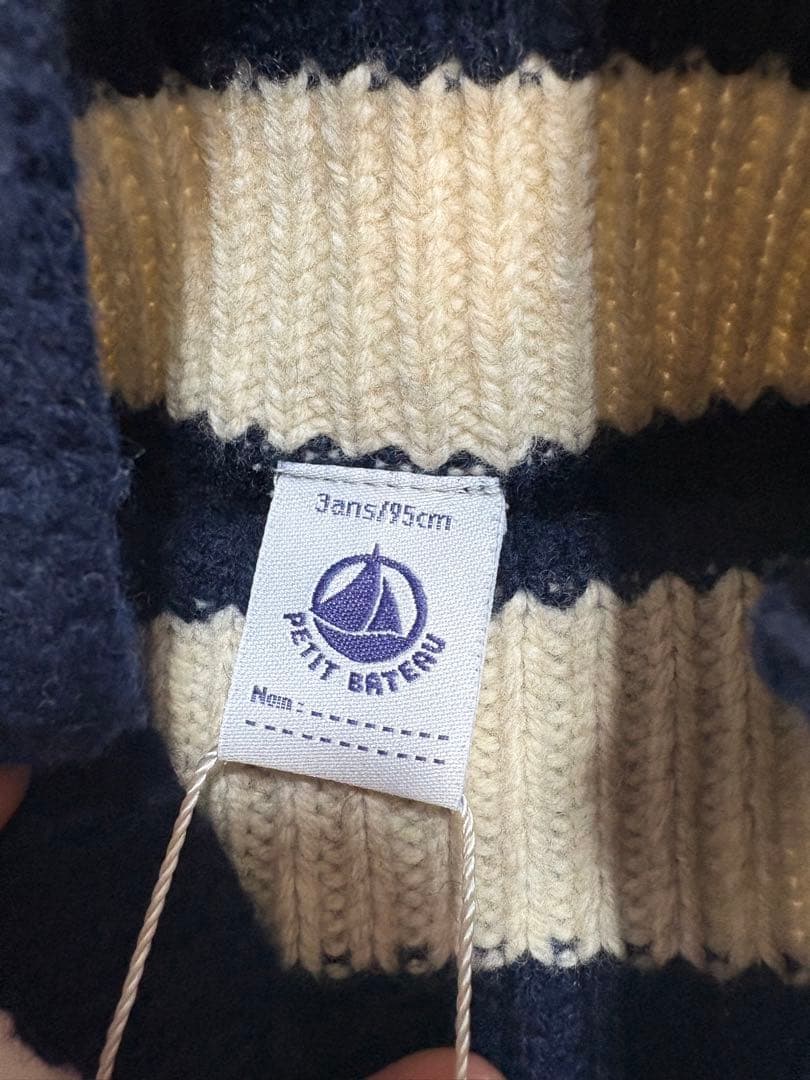 3ans/95cm
PETIT BATEAU
Nom :